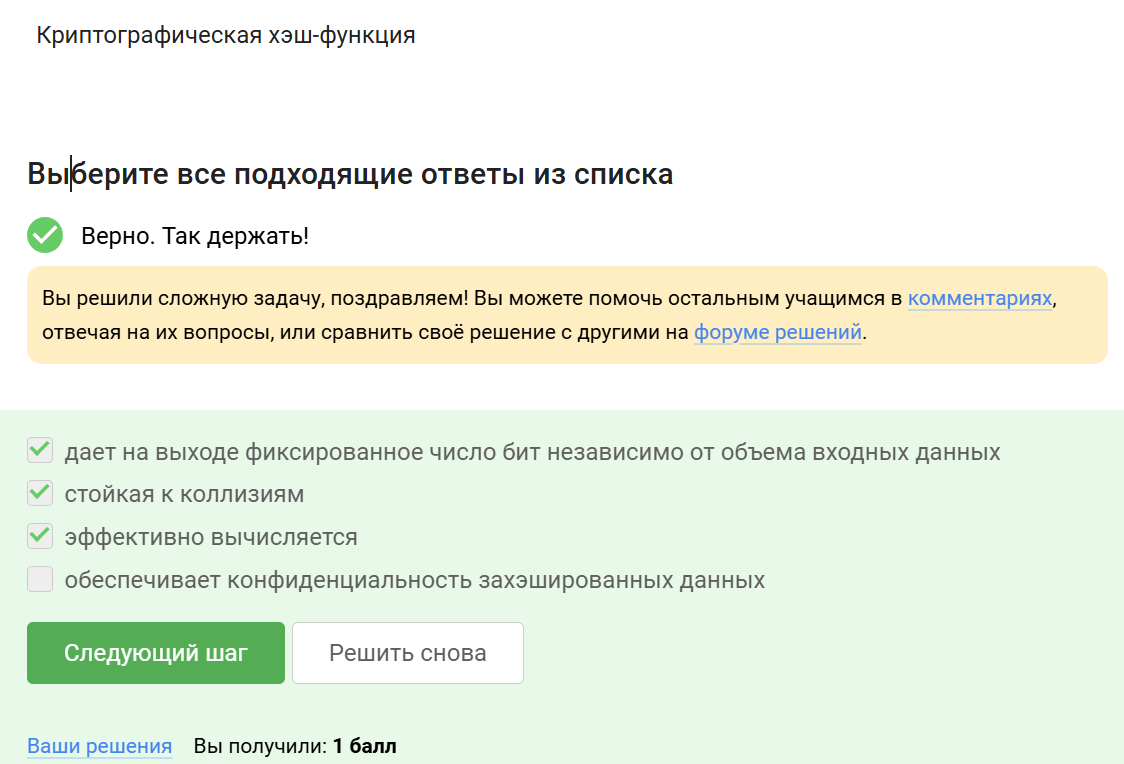 Криптографическая хэш-функция
Выберите все подходящие ответы из списка
Верно. Так держать!
Вы решили сложную задачу, поздравляем! Вы можете помочь остальным учащимся в комментариях,
отвечая на их вопросы, или сравнить своё решение с другими на форуме решений.
дает на выходе фиксированное число бит независимо от объема входных данных
стойкая к коллизиям
эффективно вычисляется
обеспечивает конфиденциальность захэшированных данных
Следующий шаг Решить снова
Ваши решения Вы получили: 1 балл